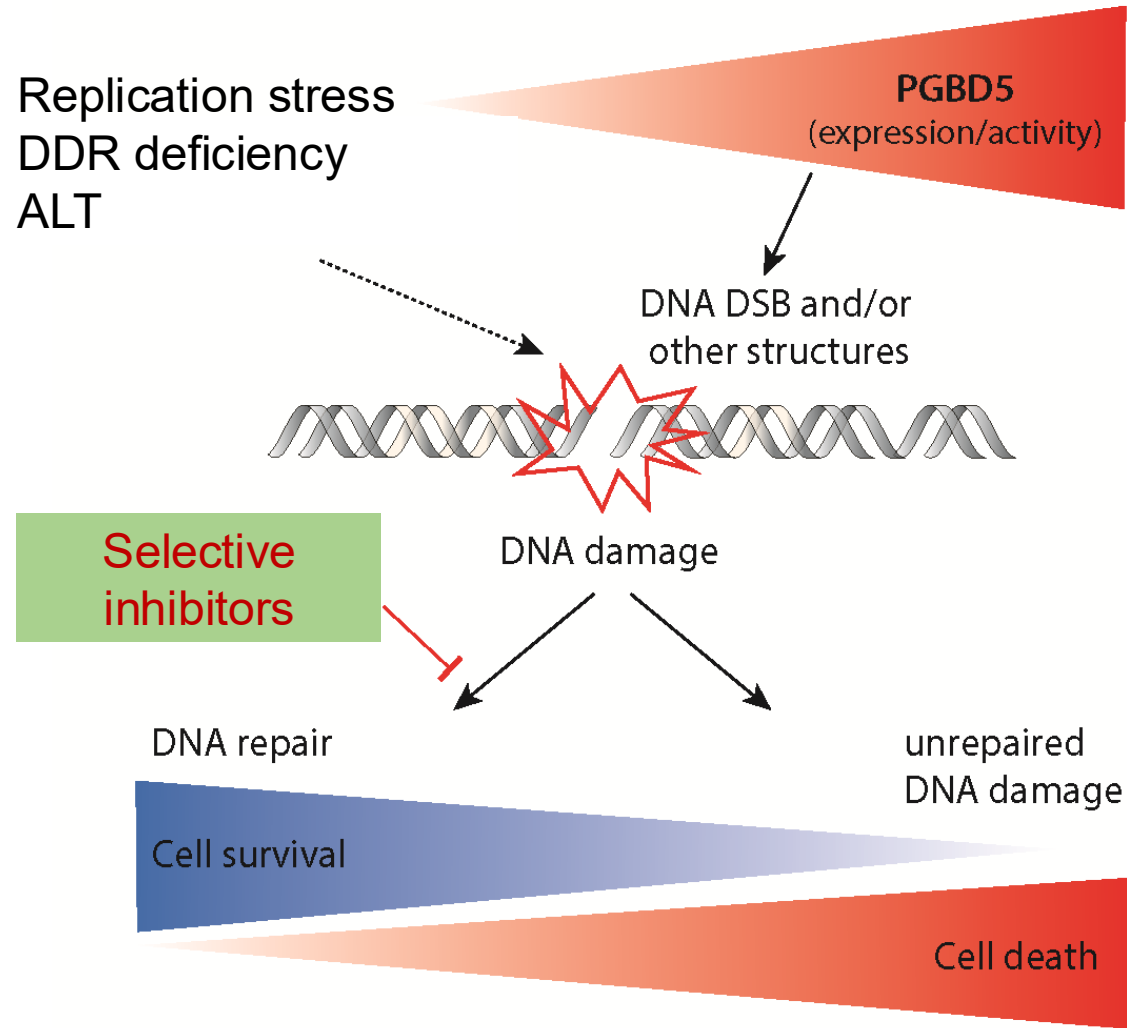 Replication stress
DDR deficiency
ALT
PGBD5
(expression/activity)
DNA DSB and/or
other structures
Selective
inhibitors
DNA damage
DNA repair
unrepaired
DNA damage
Cell survival
Cell death